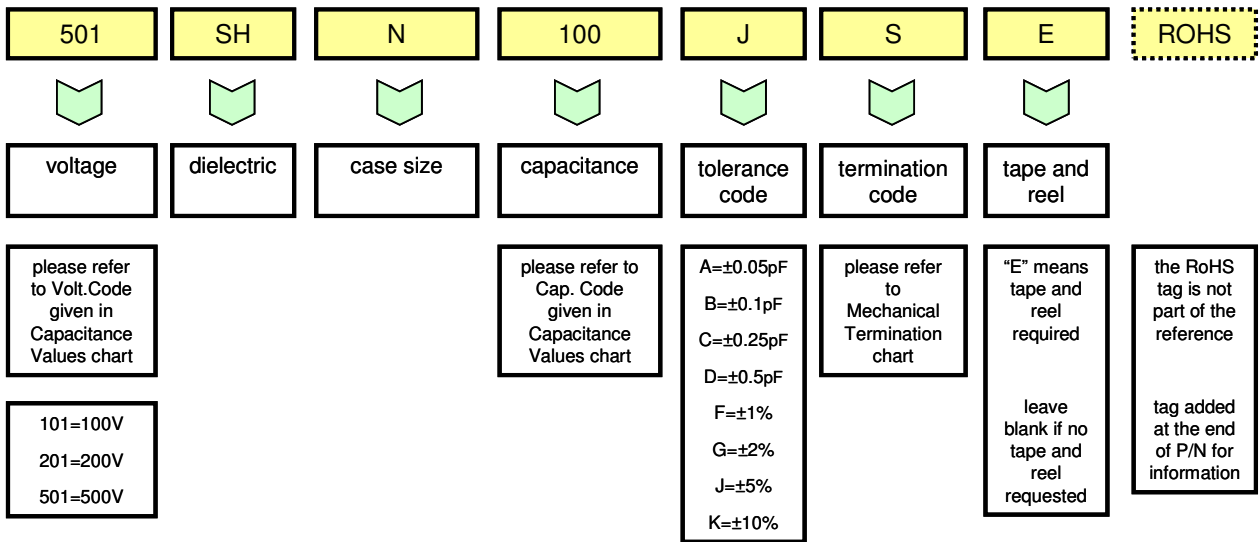 501 SH N 100 J S E ROHS
voltage
dielectric
case size
capacitance
tolerance
code
termination
code
tape and
reel
please refer
to Volt.Code
given in
Capacitance
Values chart
101=100V
201=200V
501=500V
please refer to
Cap. Code
given in
Capacitance
Values chart
A=±0.05pF
B=±0.1pF
C=±0.25pF
D=±0.5pF
F=±1%
G=±2%
J=±5%
K=±10%
please refer
to
Mechanical
Termination
chart
“E” means
tape and
reel
required
leave
blank if no
tape and
reel
requested
the RoHS
tag is not
part of the
reference
tag added
at the end
of P/N for
information